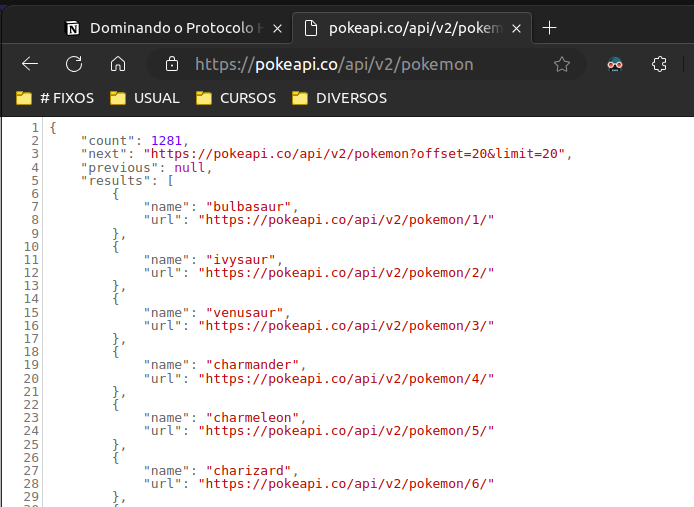 Dominando o Protocolo H
pokeapi.co/api/v2/pokem
https://pokeapi.co/api/v2/pokemon
# FIXOS USUAL CURSOS DIVERSOS
1 {
2 "count": 1281,
3 "next": "https://pokeapi.co/api/v2/pokemon?offset=20&limit=20",
4 "previous": null,
5 "results": [
6 {
7 "name": "bulbasaur",
8 "url": "https://pokeapi.co/api/v2/pokemon/1/"
9 },
10 {
11 "name": "ivysaur",
12 "url": "https://pokeapi.co/api/v2/pokemon/2/"
13 },
14 {
15 "name": "venusaur",
16 "url": "https://pokeapi.co/api/v2/pokemon/3/"
17 },
18 {
19 "name": "charmander",
20 "url": "https://pokeapi.co/api/v2/pokemon/4/"
21 },
22 {
23 "name": "charmeleon",
24 "url": "https://pokeapi.co/api/v2/pokemon/5/"
25 },
26 {
27 "name": "charizard",
28 "url": "https://pokeapi.co/api/v2/pokemon/6/"
29 },